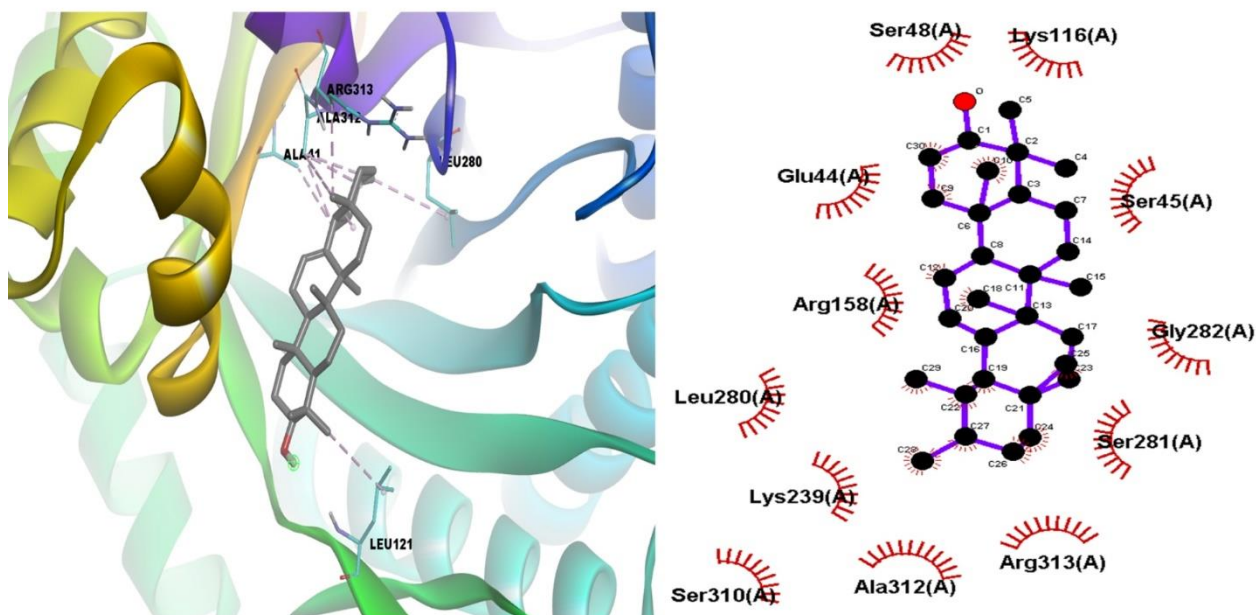 ARG313
ALA312
ALA41
LEU280
LEU121
Ser48(A)
Lys116(A)
O
C5
C1
C2
C30
C10
C4
Glu44(A)
C9
C3
C7
Ser45(A)
C6
C8
C14
C12
C11
C15
Arg158(A)
C18
C13
C20
C17
Gly282(A)
C16
C25
C29
C19
C23
Leu280(A)
C22
C21
C27
C24
Ser281(A)
C28
C26
Lys239(A)
Arg313(A)
Ser310(A)
Ala312(A)